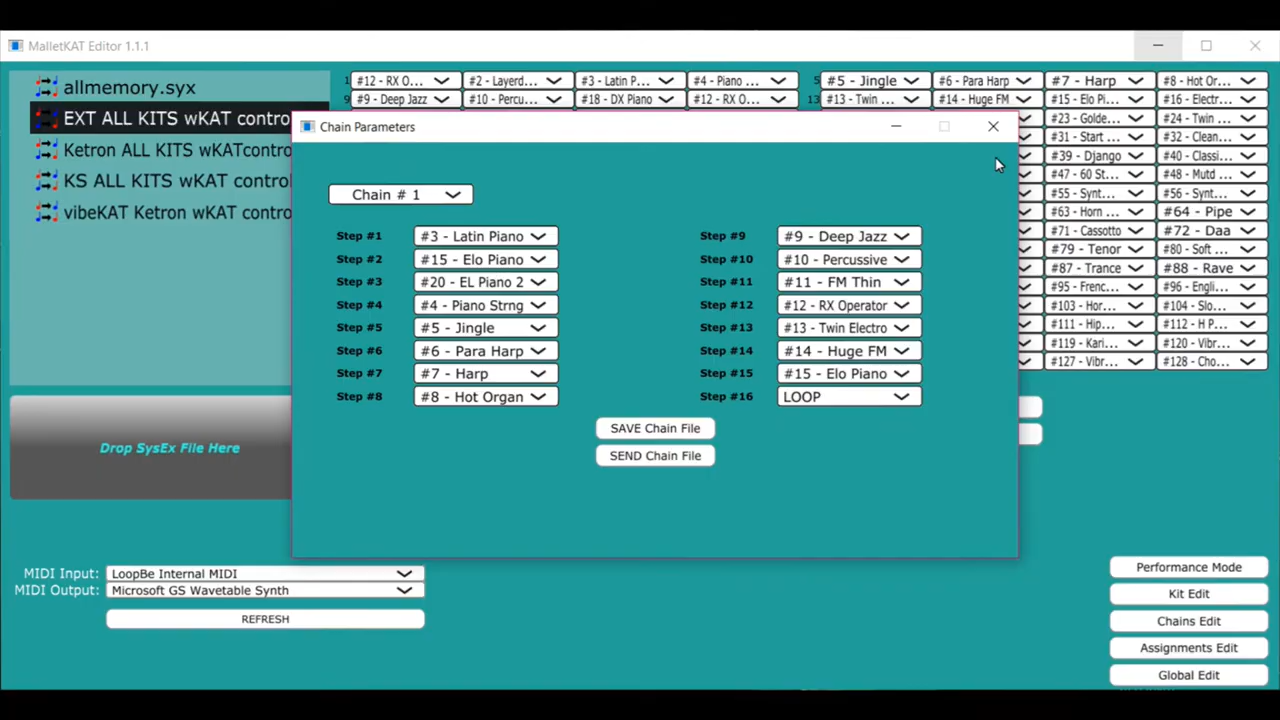 MalletKAT Editor 1.1.1
allmemory.syx
EXT ALL KITS wKAT contro
Ketron ALL KITS wKATcontro
KS ALL KITS wKAT control
vibeKAT Ketron wKAT contro
1 #12 - RX O... #2 - Layerd... #3 - Latin P... #4 - Piano ... 5 #5 - Jingle #6 - Para Harp #7 - Harp #8 - Hot Or...
9 #9 - Deep Jazz #10 - Percu... #18 - DX Piano #12 - RX O... 13 #13 - Twin ... #14 - Huge FM #15 - Elo Pi... #16 - Electr...
#23 - Golde... #24 - Twin ...
#31 - Start ... #32 - Clean...
#39 - Django #40 - Classi...
#47 - 60 St... #48 - Mutd ...
#55 - Synt... #56 - Synt...
#63 - Horn ... #64 - Pipe
#71 - Cassotto #72 - Daa
#79 - Tenor #80 - Soft ...
#87 - Trance #88 - Rave
#95 - Frenc... #96 - Engli...
#103 - Hor... #104 - Slo...
#111 - Hip... #112 - H P...
#119 - Kari... #120 - Vibr...
#127 - Vibr... #128 - Cho...
Chain Parameters
Chain # 1
Step #1 #3 - Latin Piano Step #9 #9 - Deep Jazz
Step #2 #15 - Elo Piano Step #10 #10 - Percussive
Step #3 #20 - EL Piano 2 Step #11 #11 - FM Thin
Step #4 #4 - Piano Strng Step #12 #12 - RX Operator
Step #5 #5 - Jingle Step #13 #13 - Twin Electro
Step #6 #6 - Para Harp Step #14 #14 - Huge FM
Step #7 #7 - Harp Step #15 #15 - Elo Piano
Step #8 #8 - Hot Organ Step #16 LOOP
SAVE Chain File
SEND Chain File
Drop SysEx File Here
MIDI Input: LoopBe Internal MIDI
MIDI Output: Microsoft GS Wavetable Synth
REFRESH
Performance Mode
Kit Edit
Chains Edit
Assignments Edit
Global Edit